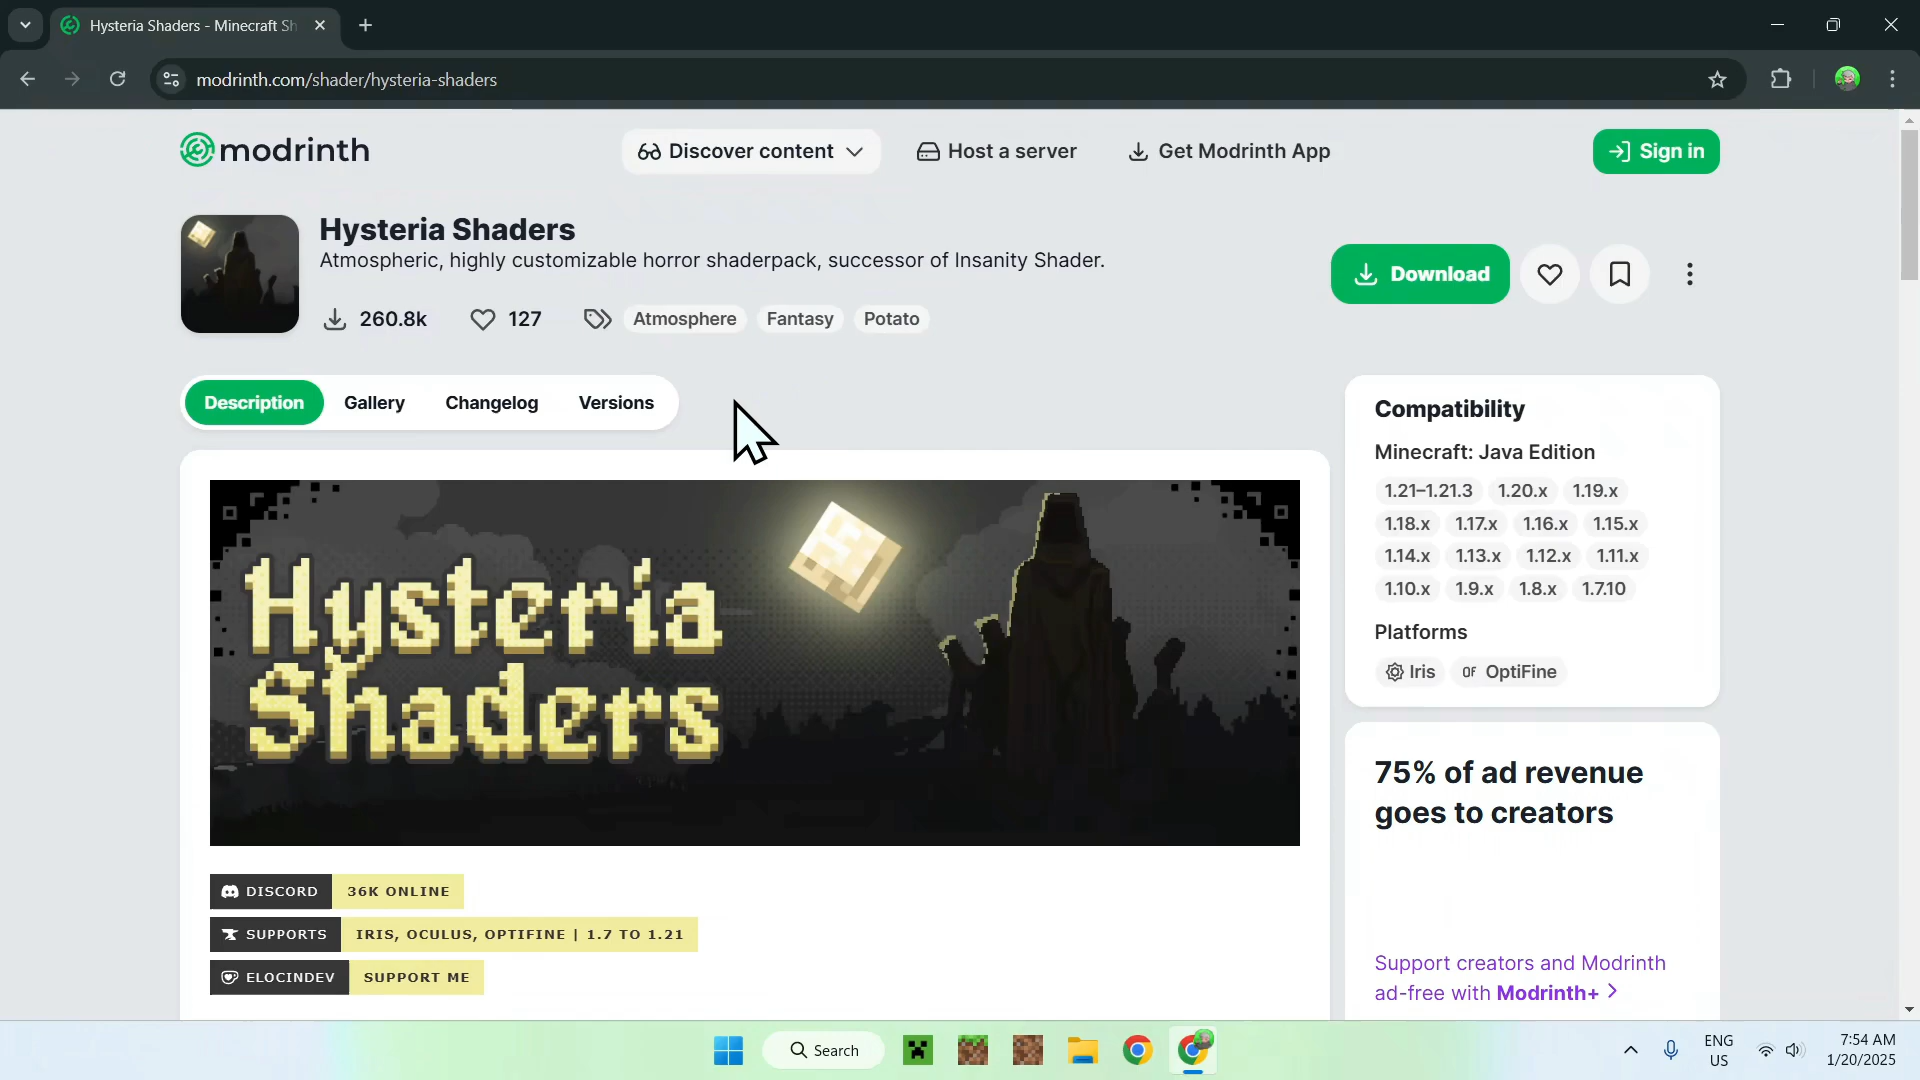 Hysteria Shaders - Minecraft Sh
modrinth.com/shader/hysteria-shaders
modrinth
Discover content
Host a server
Get Modrinth App
Sign in
Hysteria Shaders
Atmospheric, highly customizable horror shaderpack, successor of Insanity Shader.
260.8k
127
Atmosphere
Fantasy
Potato
Download
Description
Gallery
Changelog
Versions
Hysteria
Shaders
DISCORD 36K ONLINE
SUPPORTS IRIS, OCULUS, OPTIFINE | 1.7 TO 1.21
ELOCINDEV SUPPORT ME
Compatibility
Minecraft: Java Edition
1.21–1.21.3 1.20.x 1.19.x
1.18.x 1.17.x 1.16.x 1.15.x
1.14.x 1.13.x 1.12.x 1.11.x
1.10.x 1.9.x 1.8.x 1.7.10
Platforms
Iris OF OptiFine
75% of ad revenue
goes to creators
Support creators and Modrinth
ad-free with Modrinth+
Search
ENG
US
7:54 AM
1/20/2025